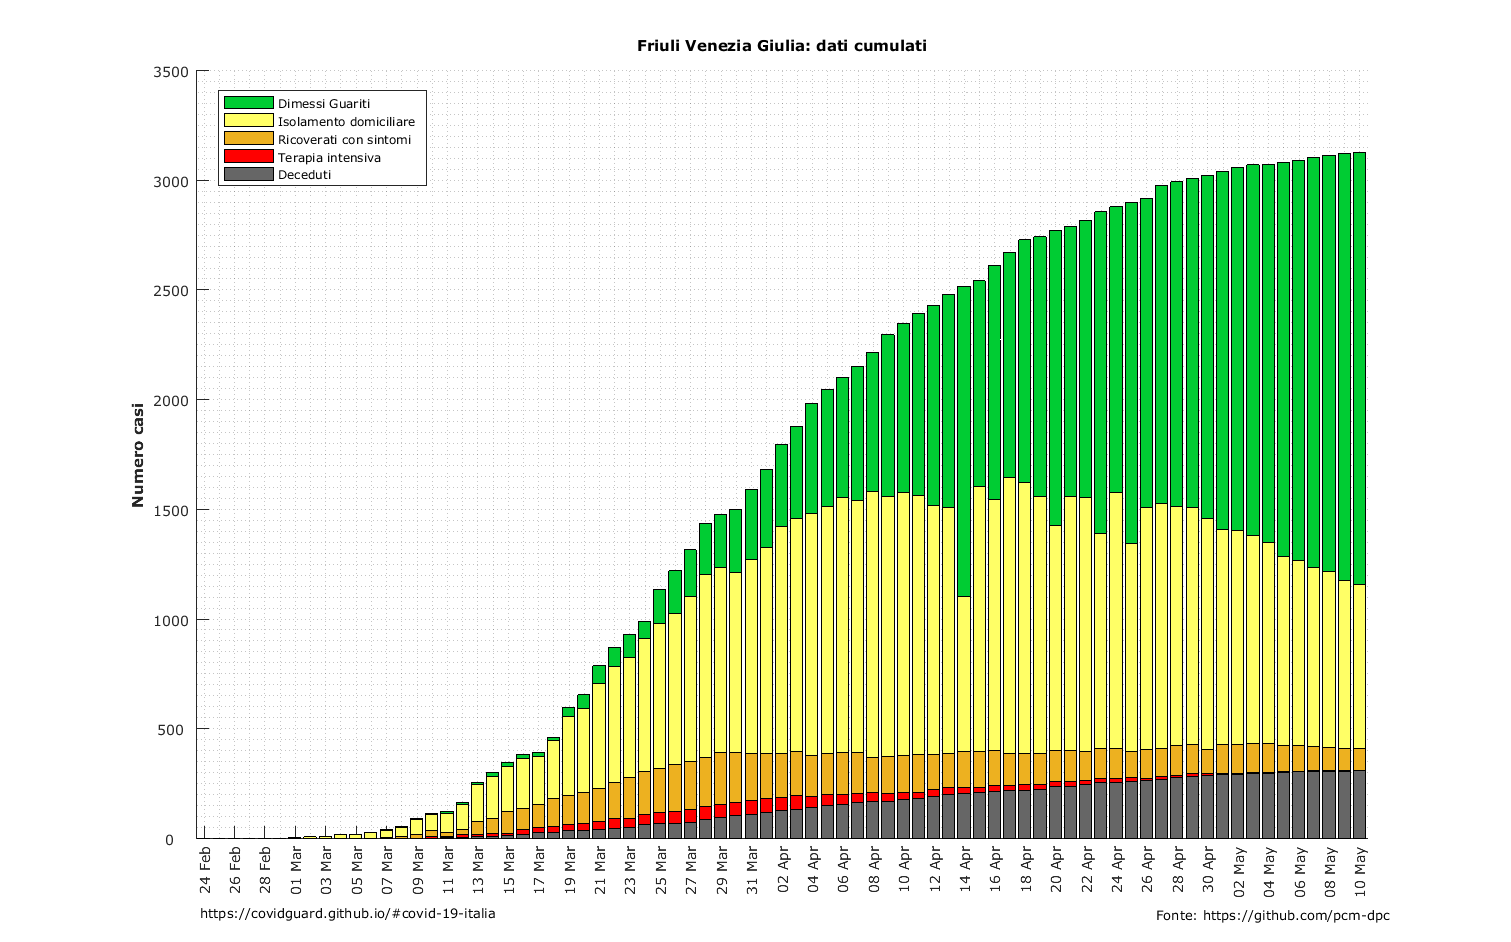 Friuli Venezia Giulia: dati cumulati
3500
3000
2500
2000
1500
1000
500
0
Numero casi
Dimessi Guariti
Isolamento domiciliare
Ricoverati con sintomi
Terapia intensiva
Deceduti
24 Feb
26 Feb
28 Feb
01 Mar
03 Mar
05 Mar
07 Mar
09 Mar
11 Mar
13 Mar
15 Mar
17 Mar
19 Mar
21 Mar
23 Mar
25 Mar
27 Mar
29 Mar
31 Mar
02 Apr
04 Apr
06 Apr
08 Apr
10 Apr
12 Apr
14 Apr
16 Apr
18 Apr
20 Apr
22 Apr
24 Apr
26 Apr
28 Apr
30 Apr
02 May
04 May
06 May
08 May
10 May
https://covidguard.github.io/#covid-19-italia
Fonte: https://github.com/pcm-dpc